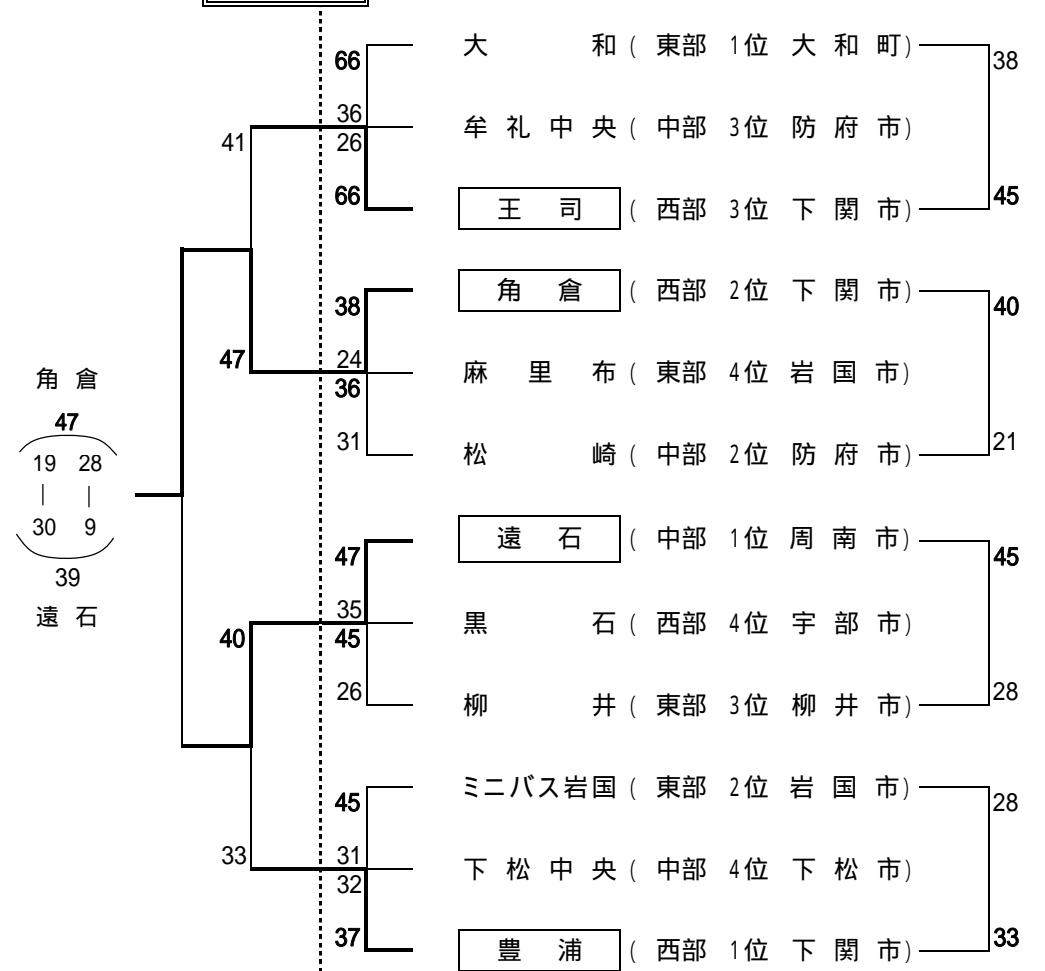 66 大和 ( 東部 1位 大和町) 38
36 牟礼中央 ( 中部 3位 防府市)
41 26
66 王司 ( 西部 3位 下関市) 45
38 角倉 ( 西部 2位 下関市) 40
47 24 麻里布 ( 東部 4位 岩国市)
36
31 松崎 ( 中部 2位 防府市) 21
角倉
47
19 28
| |
30 9
39
遠石
47 遠石 ( 中部 1位 周南市) 45
35 黒石 ( 西部 4位 宇部市)
40 45
26 柳井 ( 東部 3位 柳井市) 28
45 ミニバス岩国 ( 東部 2位 岩国市) 28
33 31 下松中央 ( 中部 4位 下松市)
32
37 豊浦 ( 西部 1位 下関市) 33